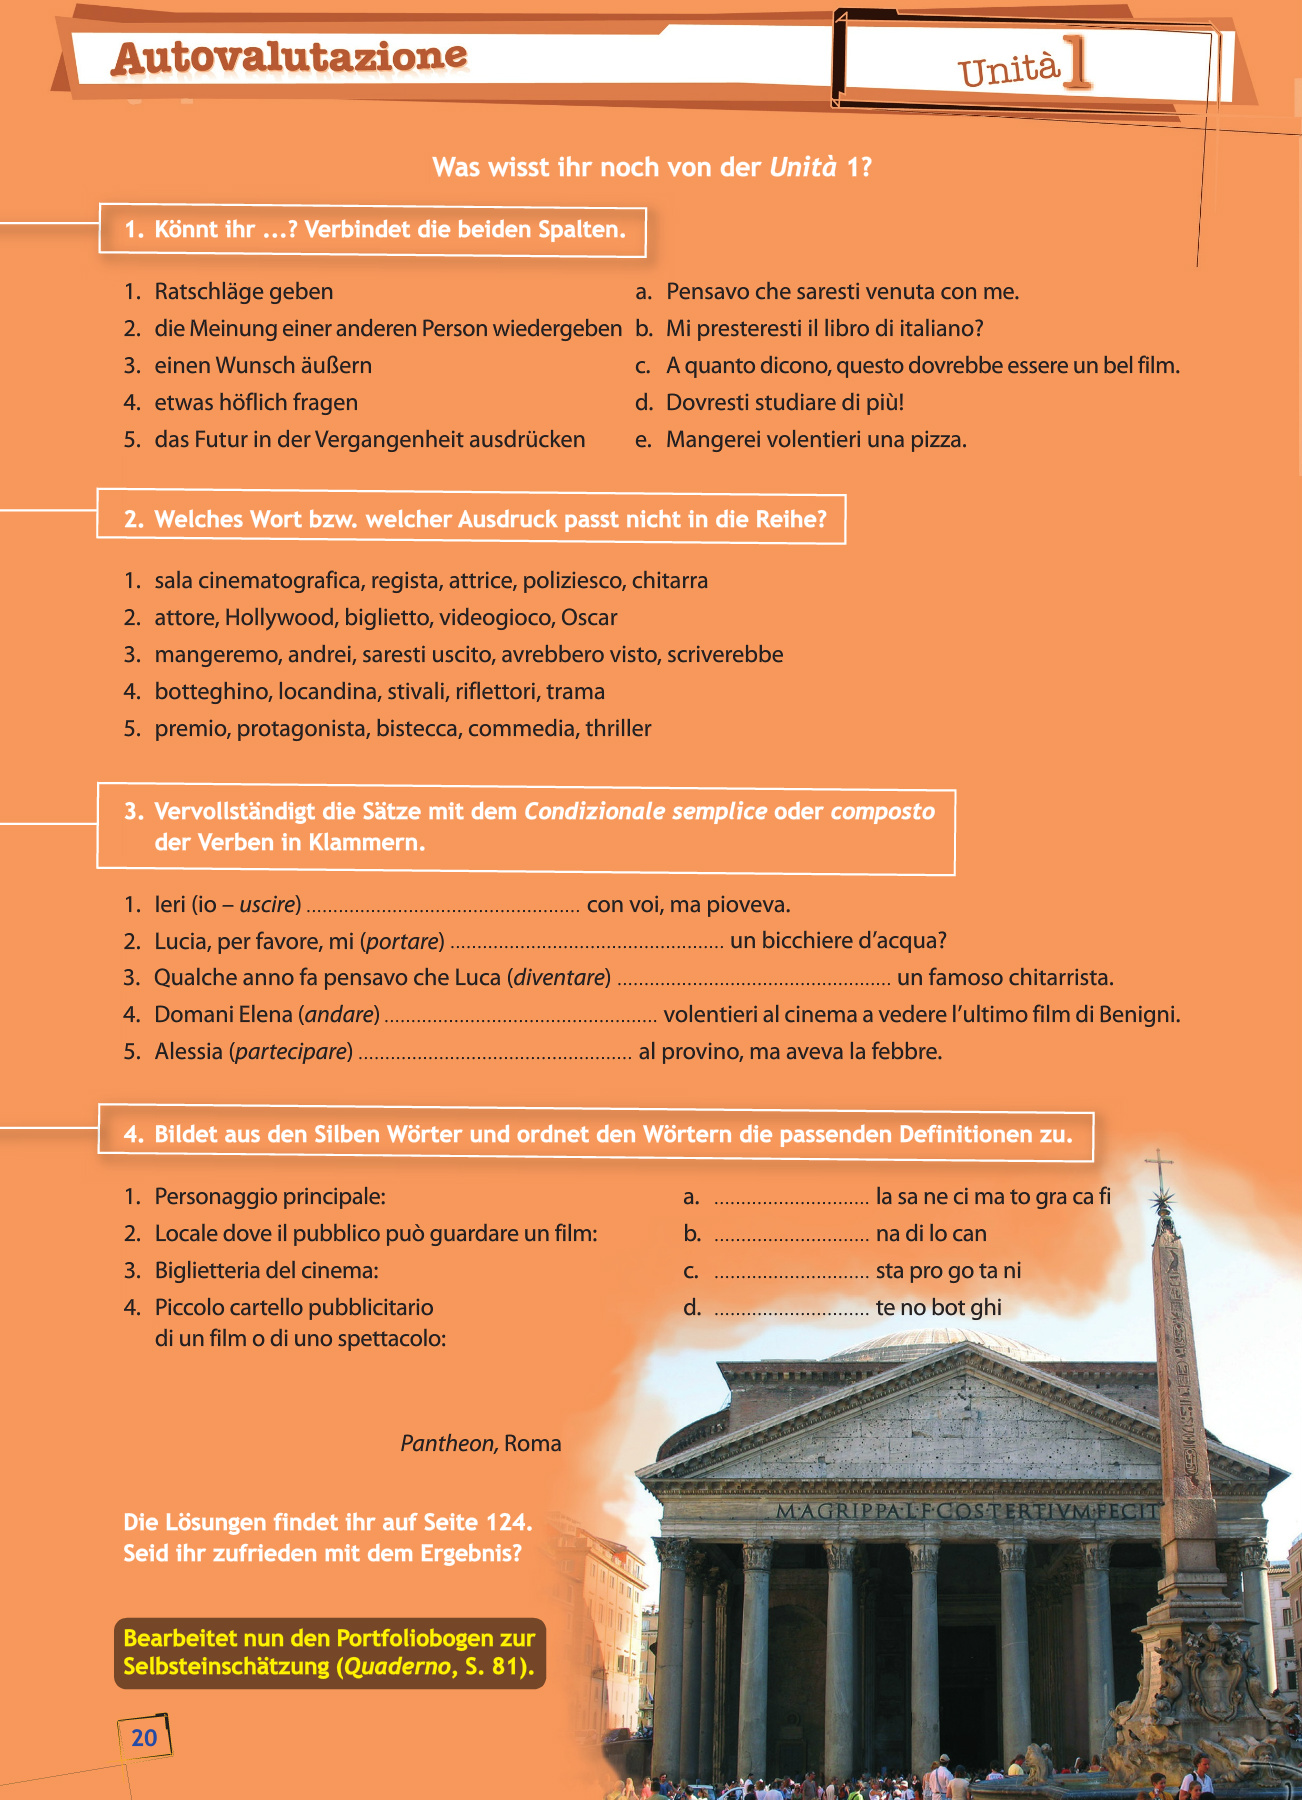 Autovalutazione
Unità 1
Was wisst ihr noch von der Unità 1?
1. Könnt ihr ...? Verbindet die beiden Spalten.
1. Ratschläge geben
2. die Meinung einer anderen Person wiedergeben
3. einen Wunsch äußern
4. etwas höflich fragen
5. das Futur in der Vergangenheit ausdrücken
a. Pensavo che saresti venuta con me.
b. Mi presteresti il libro di italiano?
c. A quanto dicono, questo dovrebbe essere un bel film.
d. Dovresti studiare di più!
e. Mangerei volentieri una pizza.
2. Welches Wort bzw. welcher Ausdruck passt nicht in die Reihe?
1. sala cinematografica, regista, attrice, poliziesco, chitarra
2. attore, Hollywood, biglietto, videogioco, Oscar
3. mangeremo, andrei, saresti uscito, avrebbero visto, scriverebbe
4. botteghino, locandina, stivali, riflettori, trama
5. premio, protagonista, bistecca, commedia, thriller
3. Vervollständigt die Sätze mit dem Condizionale semplice oder composto
der Verben in Klammern.
1. Ieri (io – uscire) ................................................... con voi, ma pioveva.
2. Lucia, per favore, mi (portare) ................................................... un bicchiere d'acqua?
3. Qualche anno fa pensavo che Luca (diventare) ................................................... un famoso chitarrista.
4. Domani Elena (andare) ................................................... volentieri al cinema a vedere l'ultimo film di Benigni.
5. Alessia (partecipare) ................................................... al provino, ma aveva la febbre.
4. Bildet aus den Silben Wörter und ordnet den Wörtern die passenden Definitionen zu.
1. Personaggio principale:
2. Locale dove il pubblico può guardare un film:
3. Biglietteria del cinema:
4. Piccolo cartello pubblicitario
di un film o di uno spettacolo:
a. ............................. la sa ne ci ma to gra ca fi
b. ............................. na di lo can
c. ............................. sta pro go ta ni
d. ............................. te no bot ghi
Pantheon, Roma
M·AGRIPPA·L·F·COS·TERTIVM·FECIT
Die Lösungen findet ihr auf Seite 124.
Seid ihr zufrieden mit dem Ergebnis?
Bearbeitet nun den Portfoliobogen zur
Selbsteinschätzung (Quaderno, S. 81).
20